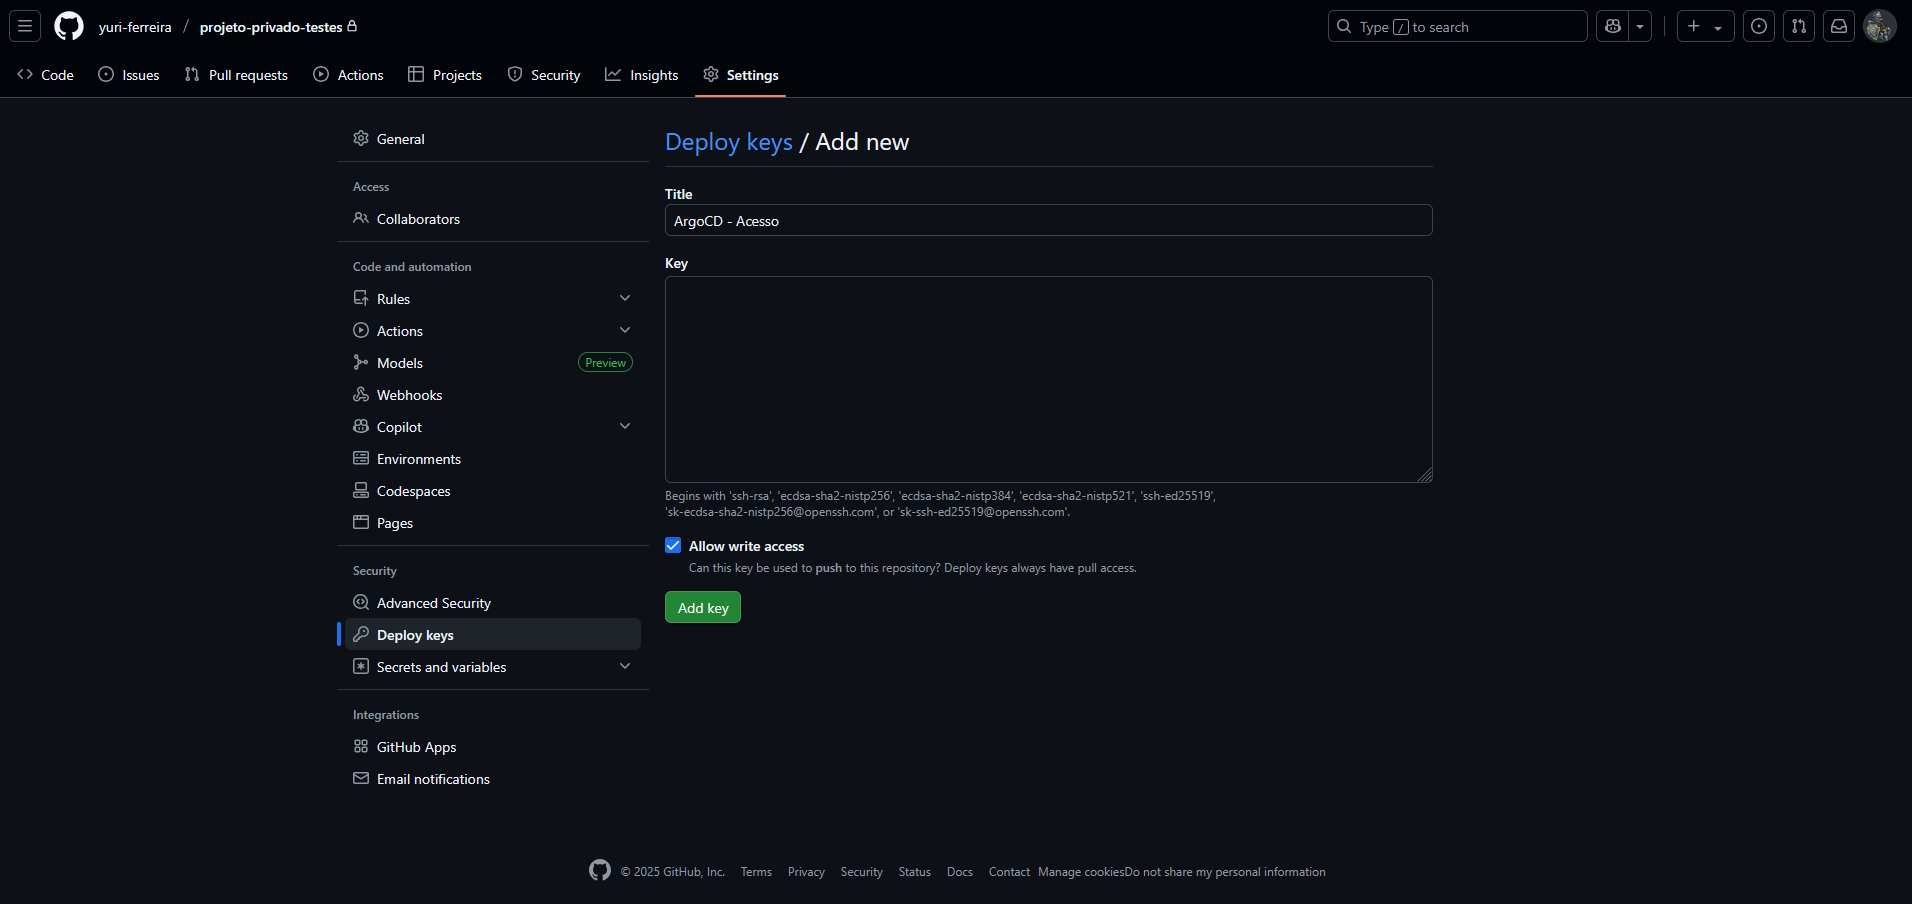 yuri-ferreira / projeto-privado-testes
Type / to search
Code
Issues
Pull requests
Actions
Projects
Security
Insights
Settings
General
Access
Collaborators
Code and automation
Rules
Actions
Models
Preview
Webhooks
Copilot
Environments
Codespaces
Pages
Security
Advanced Security
Deploy keys
Secrets and variables
Integrations
GitHub Apps
Email notifications
Deploy keys / Add new
Title
ArgoCD - Acesso
Key
Begins with 'ssh-rsa', 'ecdsa-sha2-nistp256', 'ecdsa-sha2-nistp384', 'ecdsa-sha2-nistp521', 'ssh-ed25519',
'sk-ecdsa-sha2-nistp256@openssh.com', or 'sk-ssh-ed25519@openssh.com'.
Allow write access
Can this key be used to push to this repository? Deploy keys always have pull access.
Add key
© 2025 GitHub, Inc.
Terms
Privacy
Security
Status
Docs
Contact
Manage cookies
Do not share my personal information